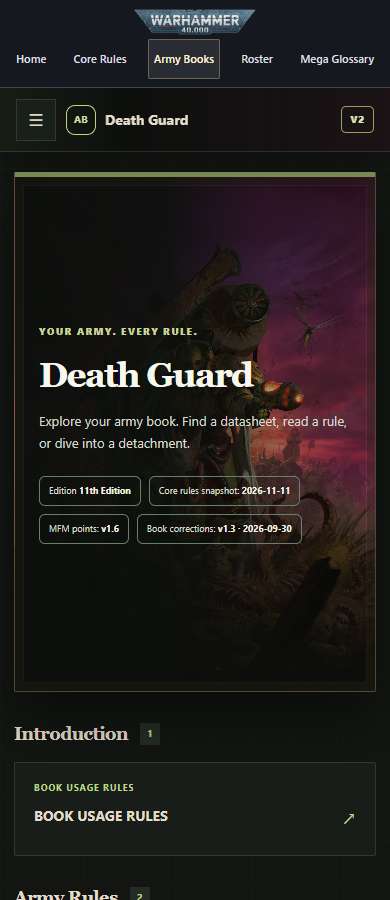 WARHAMMER
40,000
Home Core Rules Army Books Roster Mega Glossary
☰ AB Death Guard V2
YOUR ARMY. EVERY RULE.
Death Guard
Explore your army book. Find a datasheet, read a rule,
or dive into a detachment.
Edition 11th Edition Core rules snapshot: 2026-11-11
MFM points: v1.6 Book corrections: v1.3 · 2026-09-30
Introduction 1
BOOK USAGE RULES
BOOK USAGE RULES ↗
Army Rules 2